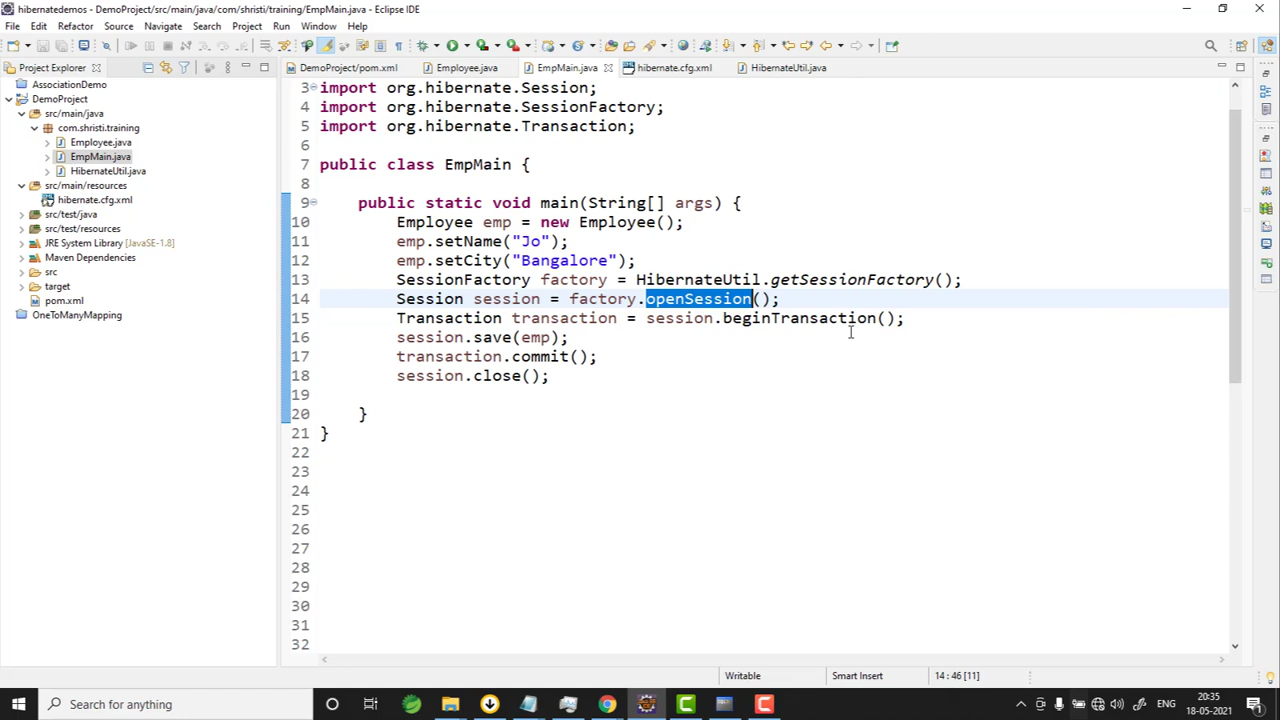 hibernatedemos - DemoProject/src/main/java/com/shristi/training/EmpMain.java - Eclipse IDE
File Edit Refactor Source Navigate Search Project Run Window Help
Project Explorer
DemoProject/pom.xml Employee.java EmpMain.java hibernate.cfg.xml HibernateUtil.java
AssociationDemo
DemoProject
src/main/java
com.shristi.training
Employee.java
EmpMain.java
HibernateUtil.java
src/main/resources
hibernate.cfg.xml
src/test/java
src/test/resources
JRE System Library [JavaSE-1.8]
Maven Dependencies
src
target
pom.xml
OneToManyMapping
3 import org.hibernate.Session;
4 import org.hibernate.SessionFactory;
5 import org.hibernate.Transaction;
6
7 public class EmpMain {
8
9 public static void main(String[] args) {
10 Employee emp = new Employee();
11 emp.setName("Jo");
12 emp.setCity("Bangalore");
13 SessionFactory factory = HibernateUtil.getSessionFactory();
14 Session session = factory.openSession();
15 Transaction transaction = session.beginTransaction();
16 session.save(emp);
17 transaction.commit();
18 session.close();
19
20 }
21 }
22
23
24
25
26
27
28
29
30
31
32
Writable Smart Insert 14 : 46 [11]
Type here to search
ENG
20:35
18-05-2021